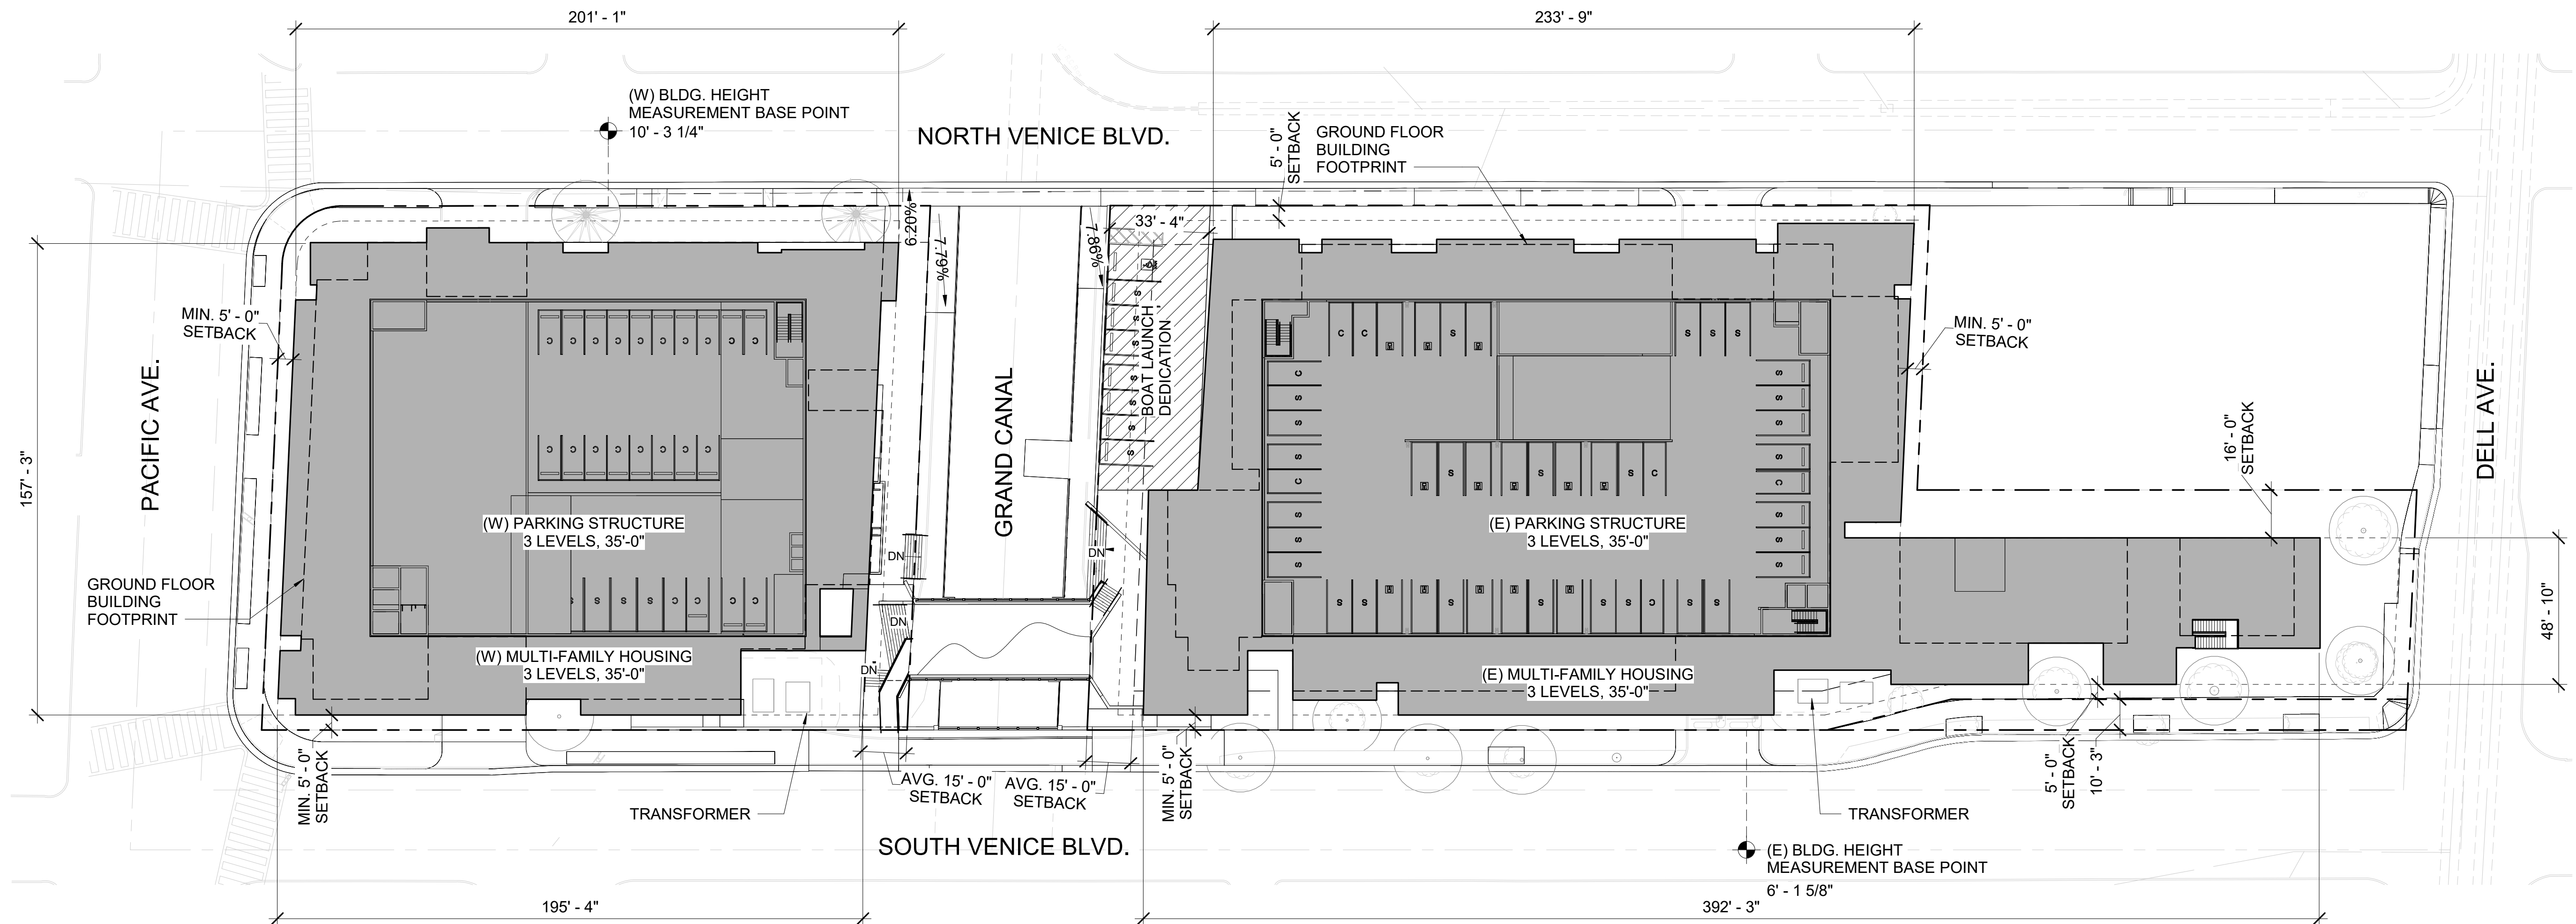 201' - 1"
233' - 9"
(W) BLDG. HEIGHT
MEASUREMENT BASE POINT
10' - 3 1/4"
NORTH VENICE BLVD.
5' - 0"
SETBACK
GROUND FLOOR
BUILDING
FOOTPRINT
6.20%
7.79%
7.86%
33' - 4"
BOAT LAUNCH
DEDICATION
157' - 3"
MIN. 5' - 0"
SETBACK
PACIFIC AVE.
GRAND CANAL
MIN. 5' - 0"
SETBACK
DELL AVE.
16' - 0"
SETBACK
C C C C C C C C C
C C C C C C C
S S S C C C C
C C S S S S
S C
S S C
S S S S C S S
(W) PARKING STRUCTURE
3 LEVELS, 35'-0"
(E) PARKING STRUCTURE
3 LEVELS, 35'-0"
DN
DN
DN
DN
GROUND FLOOR
BUILDING
FOOTPRINT
48' - 10"
(W) MULTI-FAMILY HOUSING
3 LEVELS, 35'-0"
(E) MULTI-FAMILY HOUSING
3 LEVELS, 35'-0"
MIN. 5' - 0"
SETBACK
TRANSFORMER
AVG. 15' - 0"
SETBACK
AVG. 15' - 0"
SETBACK
MIN. 5' - 0"
SETBACK
TRANSFORMER
5' - 0"
SETBACK
10' - 3"
SOUTH VENICE BLVD.
(E) BLDG. HEIGHT
MEASUREMENT BASE POINT
6' - 1 5/8"
195' - 4"
392' - 3"